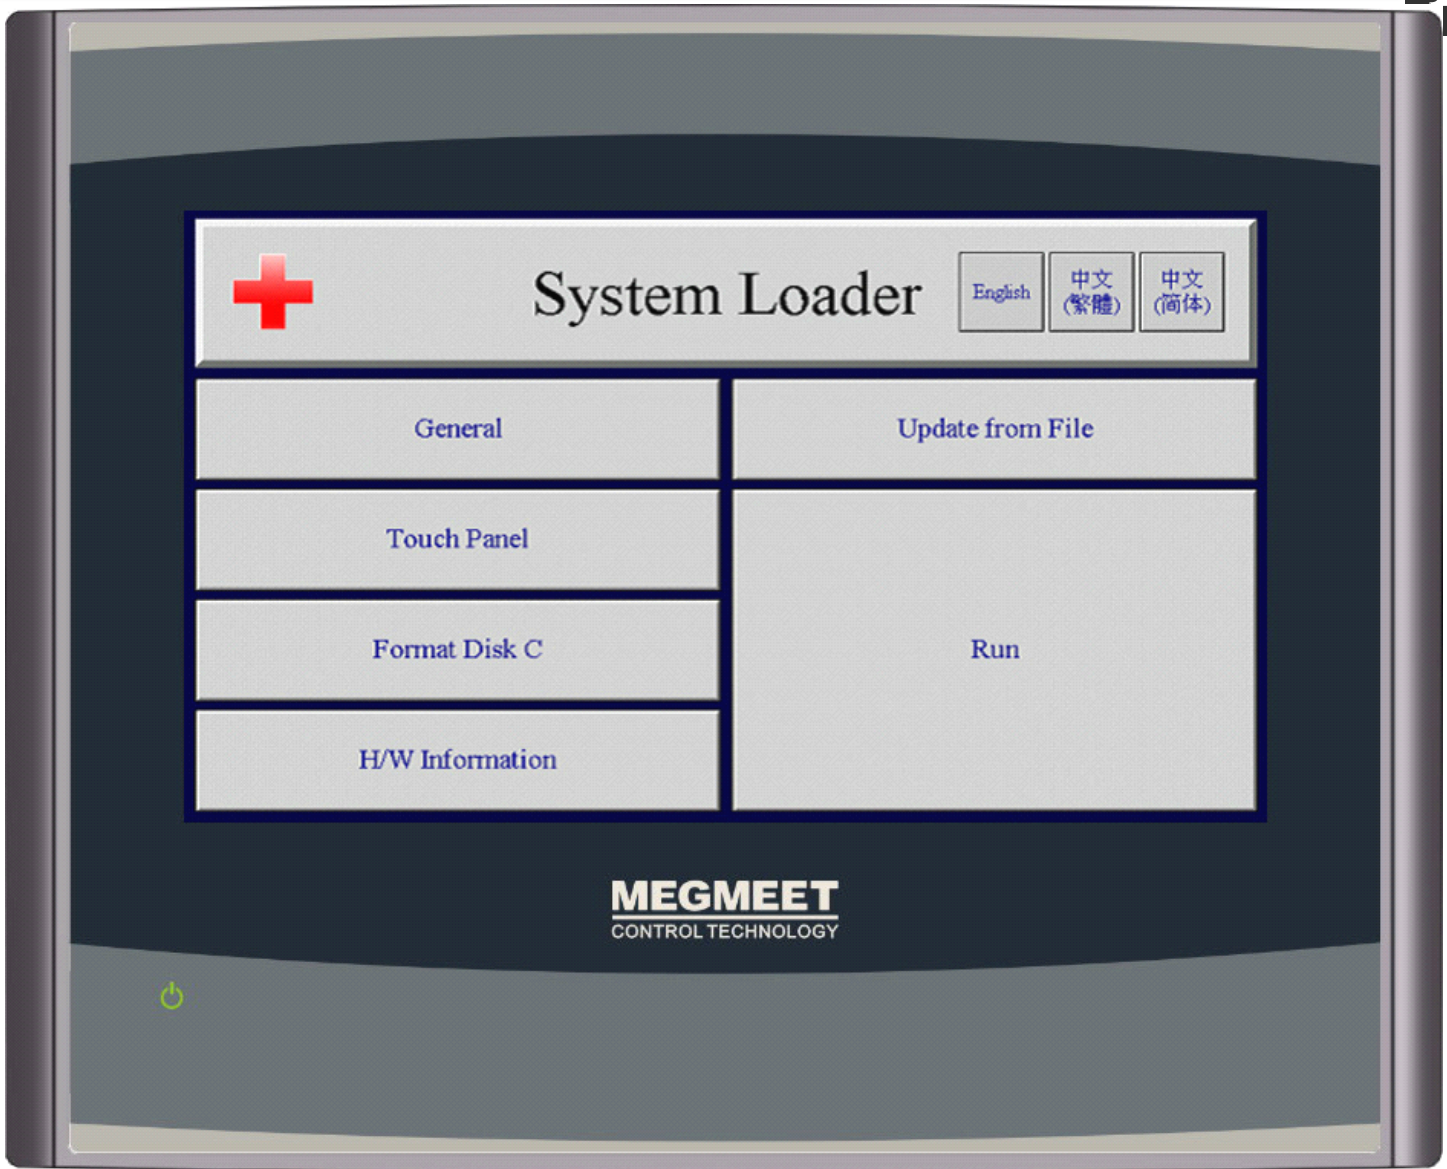 System Loader
English
中文
(繁體)
中文
(简体)
General
Update from File
Touch Panel
Format Disk C
Run
H/W Information
MEGMEET
CONTROL TECHNOLOGY